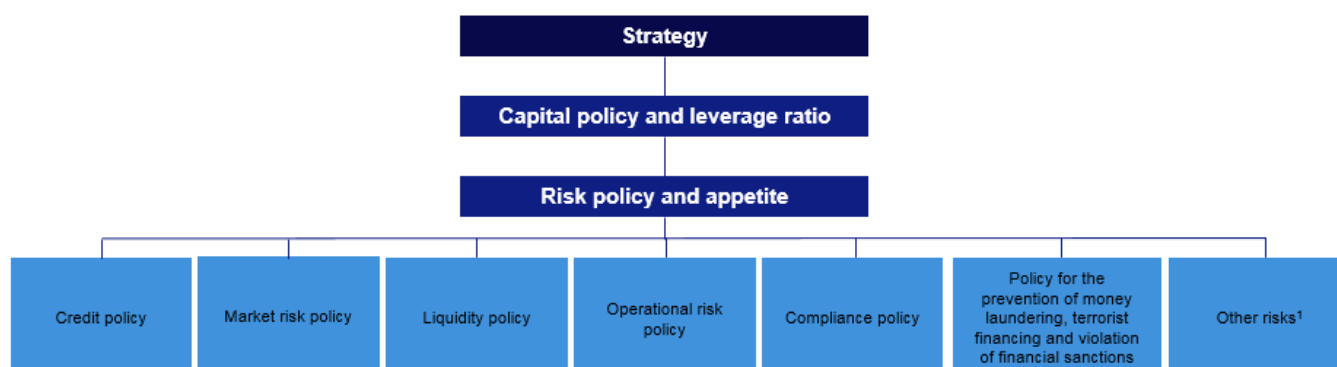 Strategy
Capital policy and leverage ratio
Risk policy and appetite
Credit policy
Market risk policy
Liquidity policy
Operational risk
policy
Compliance policy
Policy for the
prevention of money
laundering, terrorist
financing and violation
of financial sanctions
Other risks¹